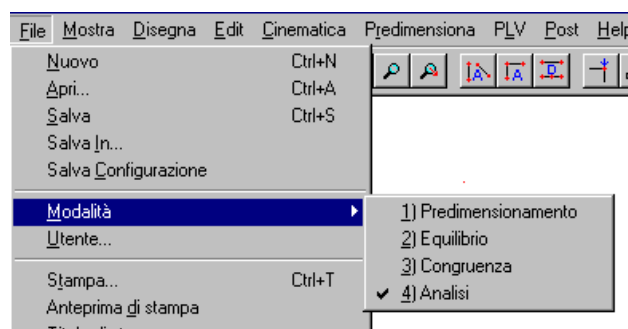 File Mostra Disegna Edit Cinematica Predimensiona PLV Post Help
Nuovo Ctrl+N
Apri... Ctrl+A
Salva Ctrl+S
Salva In...
Salva Configurazione
Modalità
Utente...
Stampa... Ctrl+T
Anteprima di stampa
1) Predimensionamento
2) Equilibrio
3) Congruenza
4) Analisi